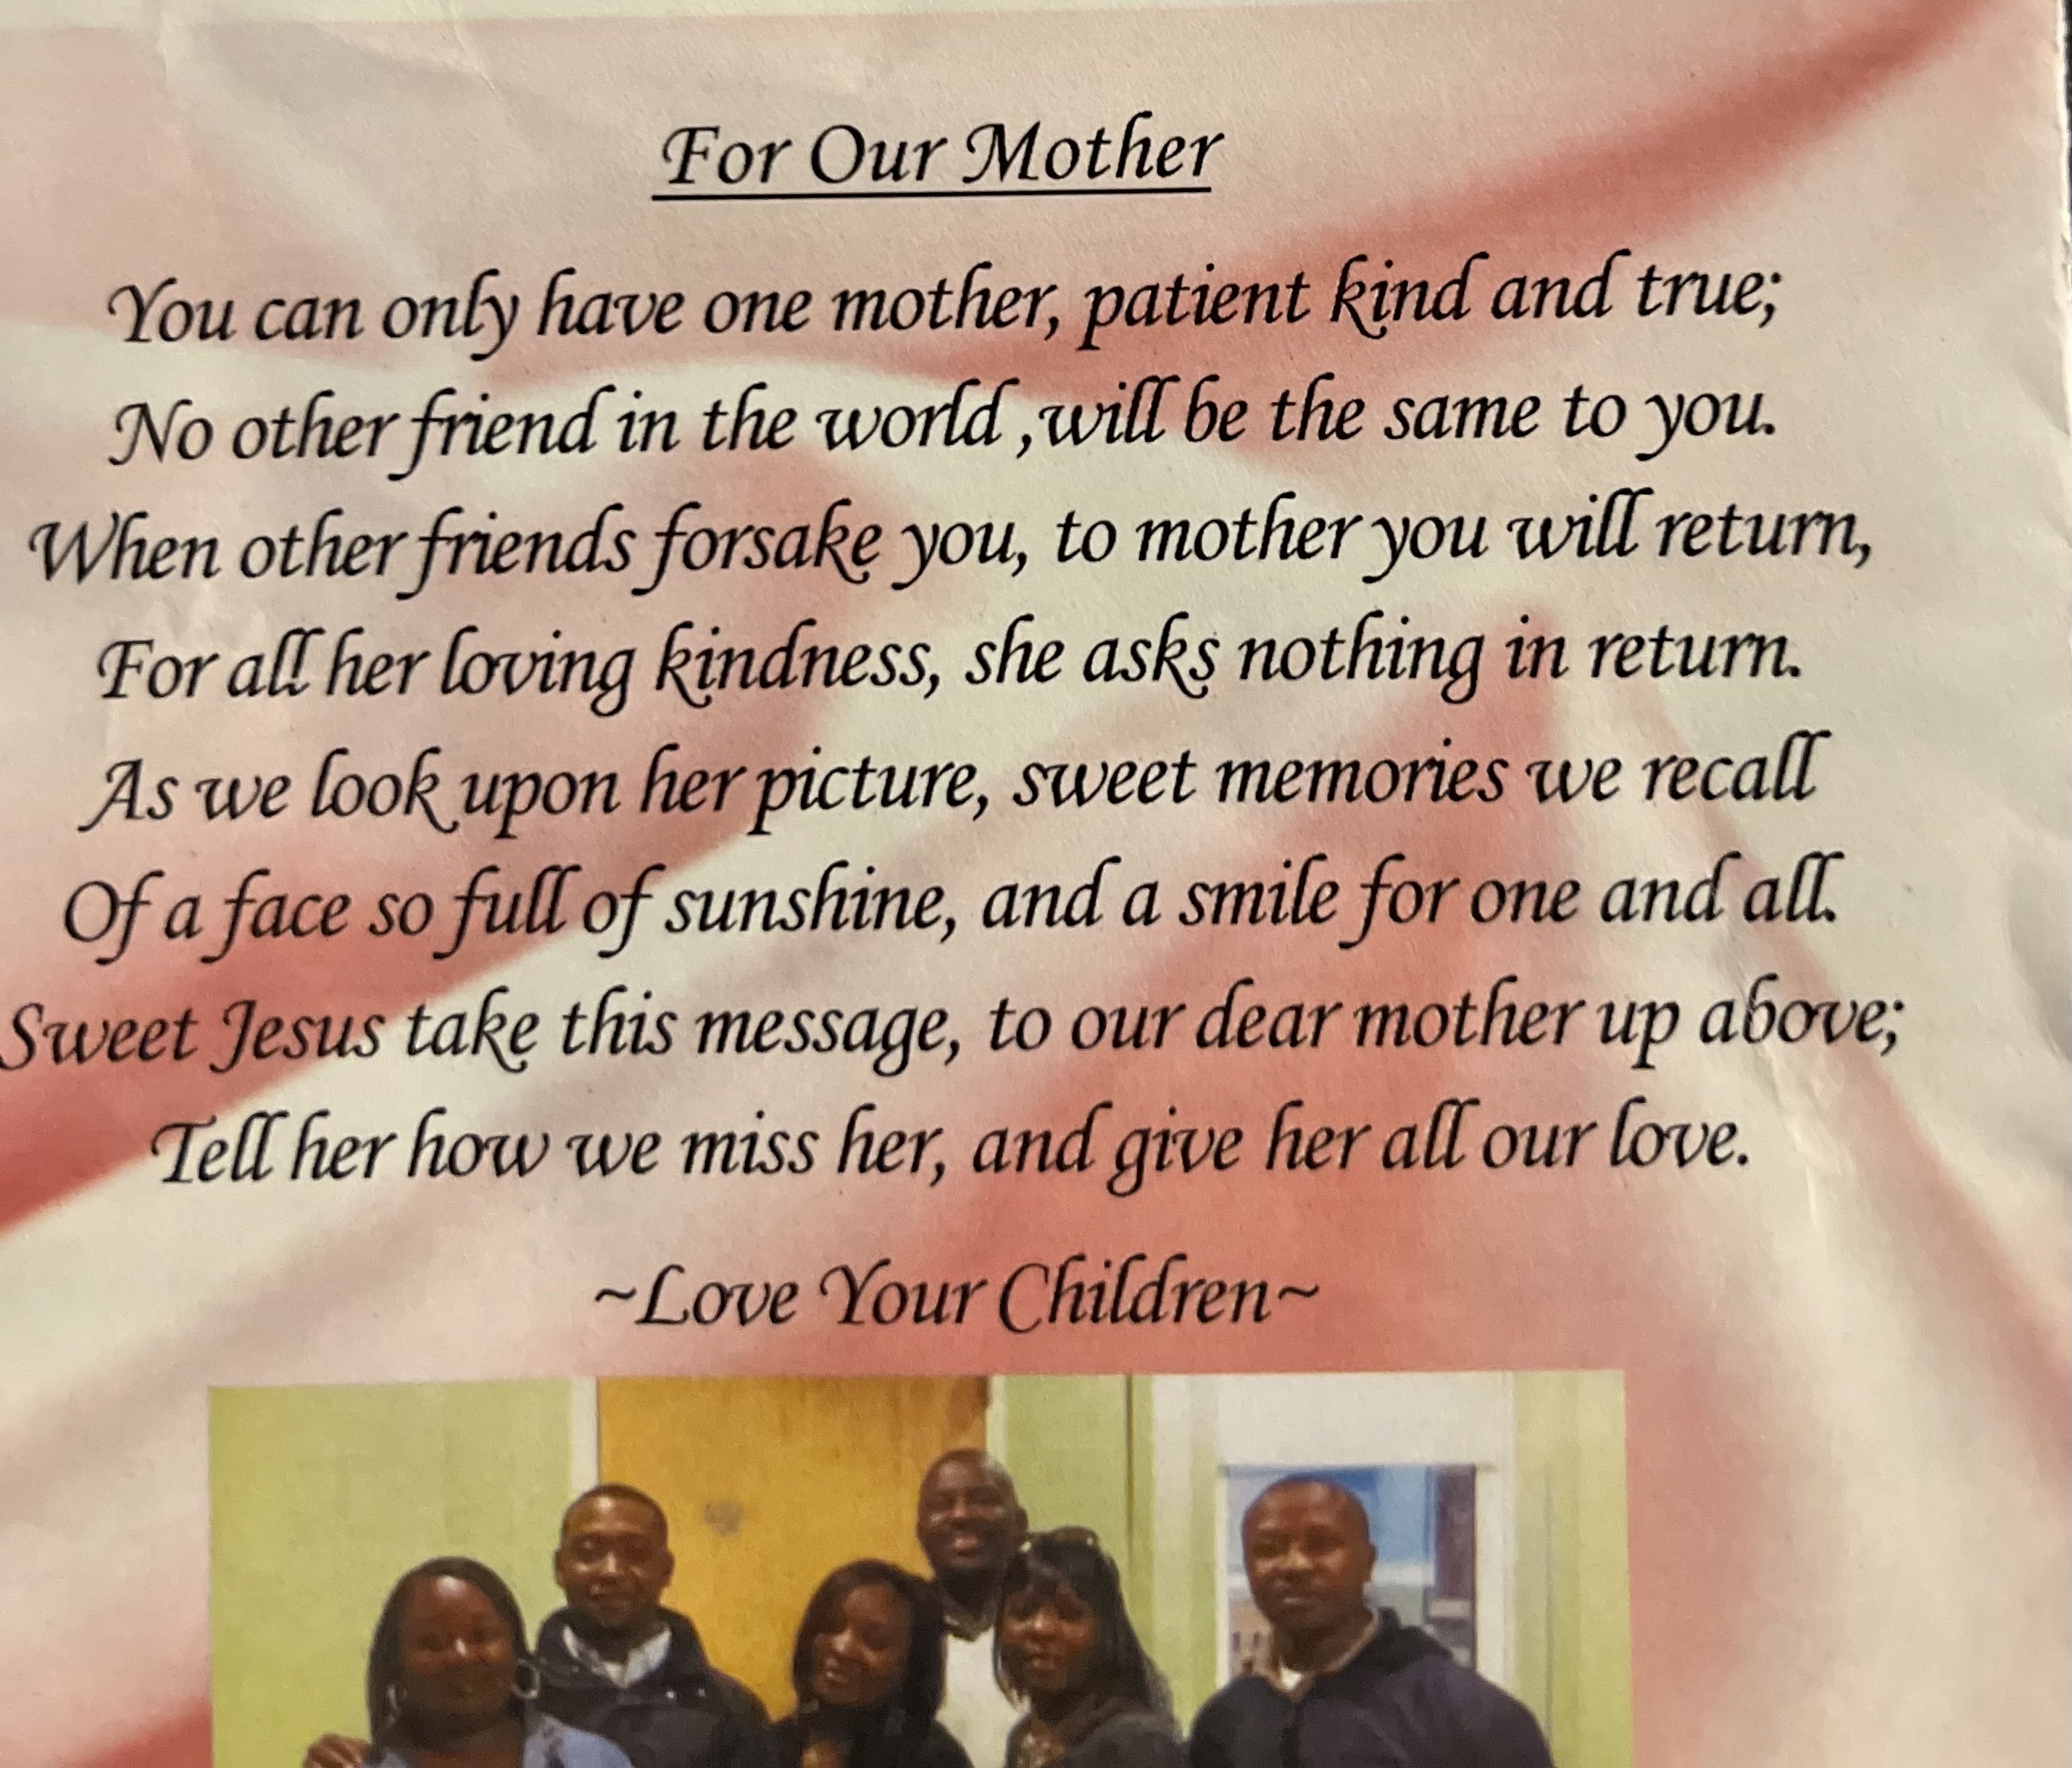 For Our Mother
You can only have one mother, patient kind and true;
No other friend in the world ,will be the same to you.
When other friends forsake you, to mother you will return,
For all her loving kindness, she asks nothing in return.
As we look upon her picture, sweet memories we recall
Of a face so full of sunshine, and a smile for one and all.
Sweet Jesus take this message, to our dear mother up above;
Tell her how we miss her, and give her all our love.
~Love Your Children~